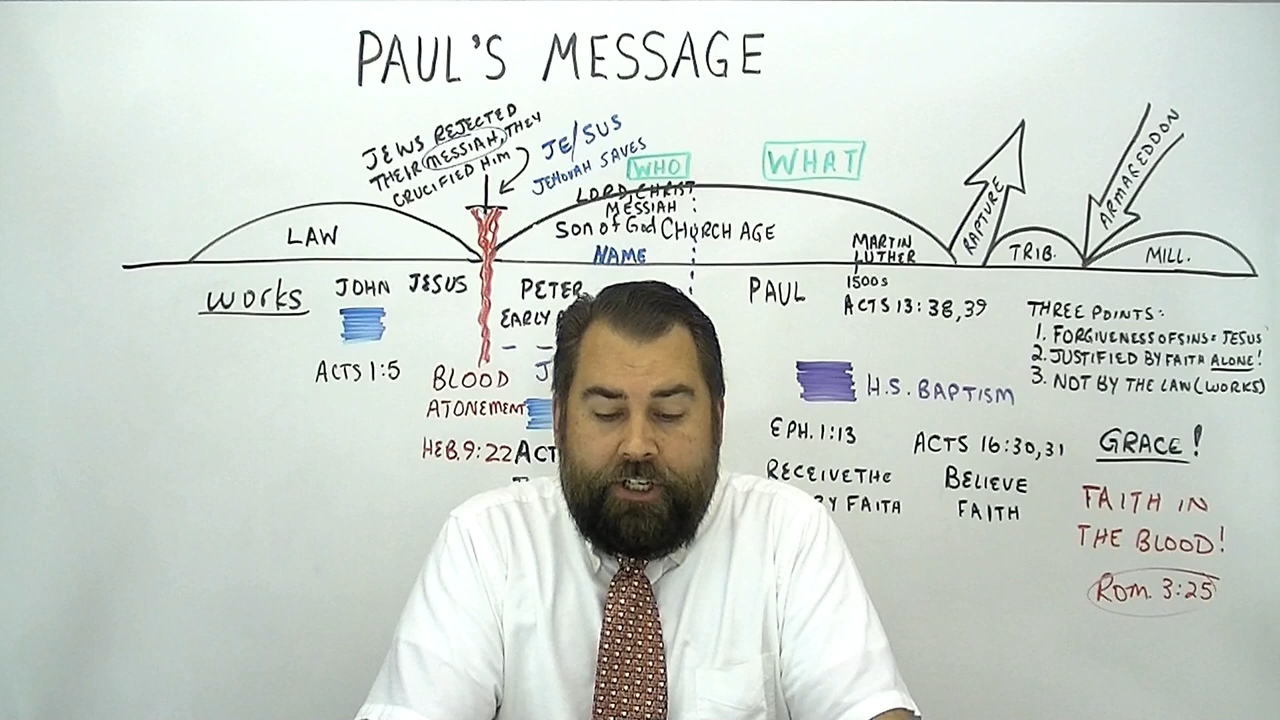 PAUL'S MESSAGE
JEWS REJECTED
THEIR MESSIAH, THEY
CRUCIFIED HIM
JE/SUS
JEHOVAH SAVES
WHO
WHAT
LORD, CHRIST
MESSIAH
Son of God
CHURCH AGE
NAME
LAW
MARTIN
LUTHER
1500s
RAPTURE
TRIB.
ARMAGEDDON
MILL.
WORKS
JOHN
JESUS
PETER
EARLY
PAUL
ACTS 13:38,39
ACTS 1:5
BLOOD
ATONEMENT
HEB. 9:22
ACT
H.S. BAPTISM
EPH. 1:13
RECEIVE THE
BY FAITH
ACTS 16:30,31
BELIEVE
FAITH
THREE POINTS:
1. FORGIVENESS OF SINS = JESUS
2. JUSTIFIED BY FAITH ALONE!
3. NOT BY THE LAW (WORKS)
GRACE!
FAITH IN
THE BLOOD!
Rom. 3:25